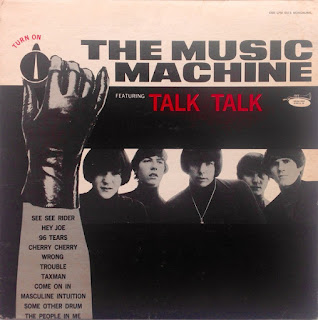 TURN ON
THE MUSIC
MACHINE
FEATURING TALK TALK
SEE SEE RIDER
HEY JOE
96 TEARS
CHERRY CHERRY
WRONG
TROUBLE
TAXMAN
COME ON IN
MASCULINE INTUITION
SOME OTHER DRUM
THE PEOPLE IN ME